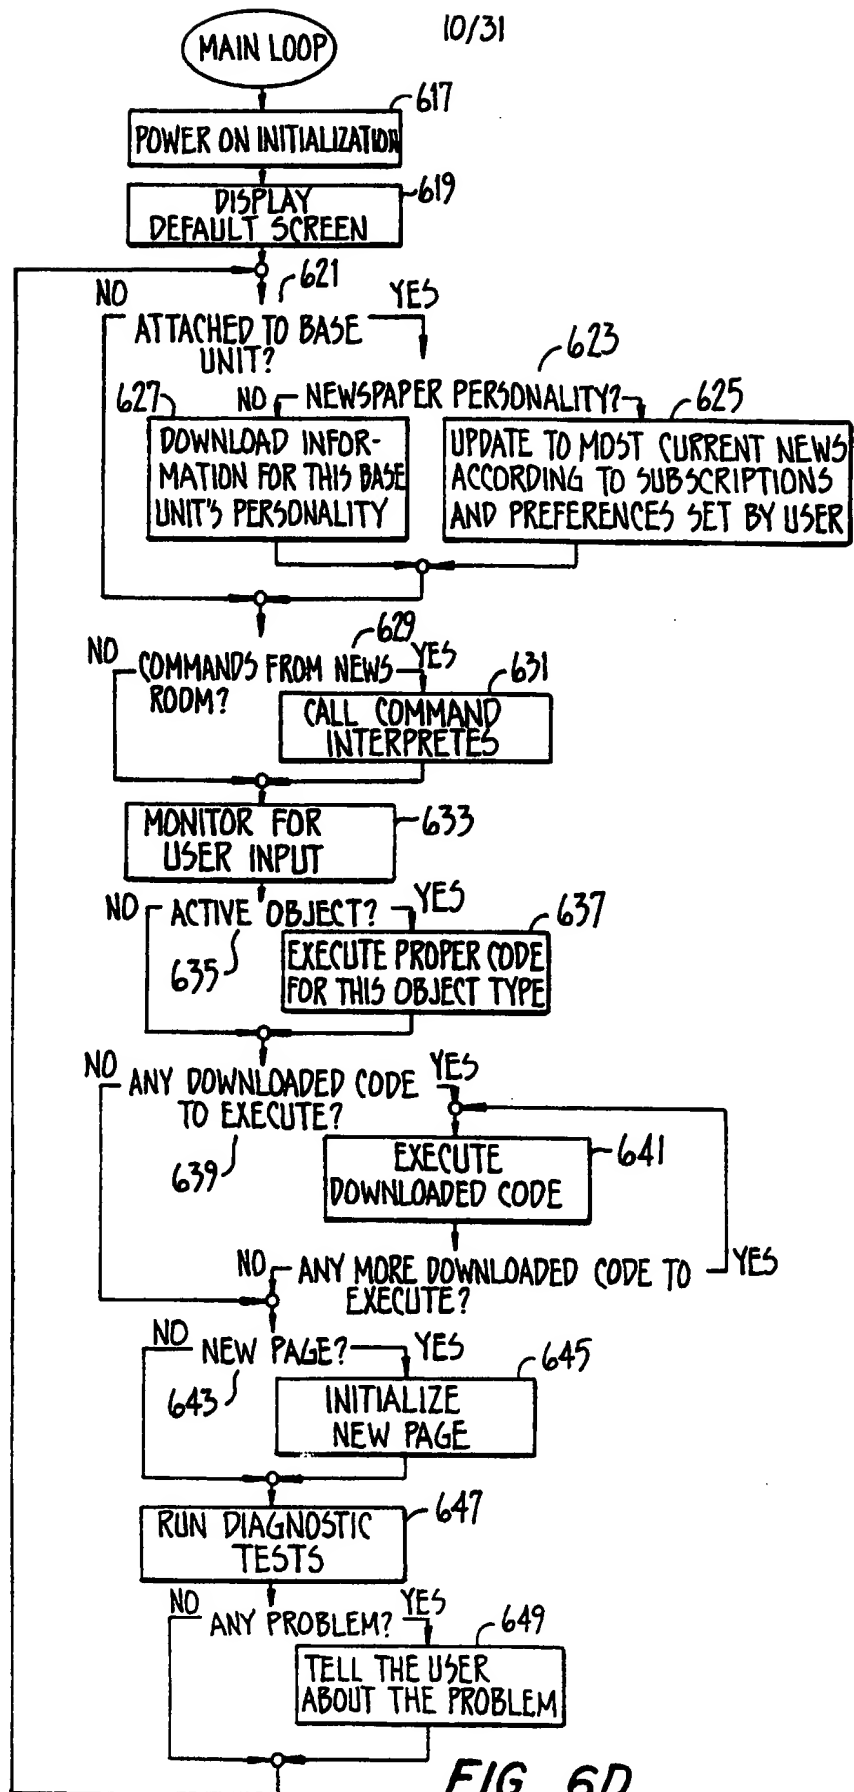 10/31
MAIN LOOP
617
POWER ON INITIALIZATION
619
DISPLAY
DEFAULT SCREEN
621
NO
YES
ATTACHED TO BASE
UNIT?
623
NO
NEWSPAPER PERSONALITY?
627
625
DOWNLOAD INFOR-
MATION FOR THIS BASE
UNIT'S PERSONALITY
UPDATE TO MOST CURRENT NEWS
ACCORDING TO SUBSCRIPTIONS
AND PREFERENCES SET BY USER
629
NO
YES
COMMANDS FROM NEWS
ROOM?
631
CALL COMMAND
INTERPRETES
MONITOR FOR
USER INPUT
633
NO
ACTIVE OBJECT?
YES
635
637
EXECUTE PROPER CODE
FOR THIS OBJECT TYPE
NO
YES
ANY DOWNLOADED CODE
TO EXECUTE?
639
EXECUTE
DOWNLOADED CODE
641
NO
ANY MORE DOWNLOADED CODE TO
EXECUTE?
YES
NO
NEW PAGE?
YES
643
645
INITIALIZE
NEW PAGE
647
RUN DIAGNOSTIC
TESTS
NO
ANY PROBLEM?
YES
649
TELL THE USER
ABOUT THE PROBLEM
FIG 6D